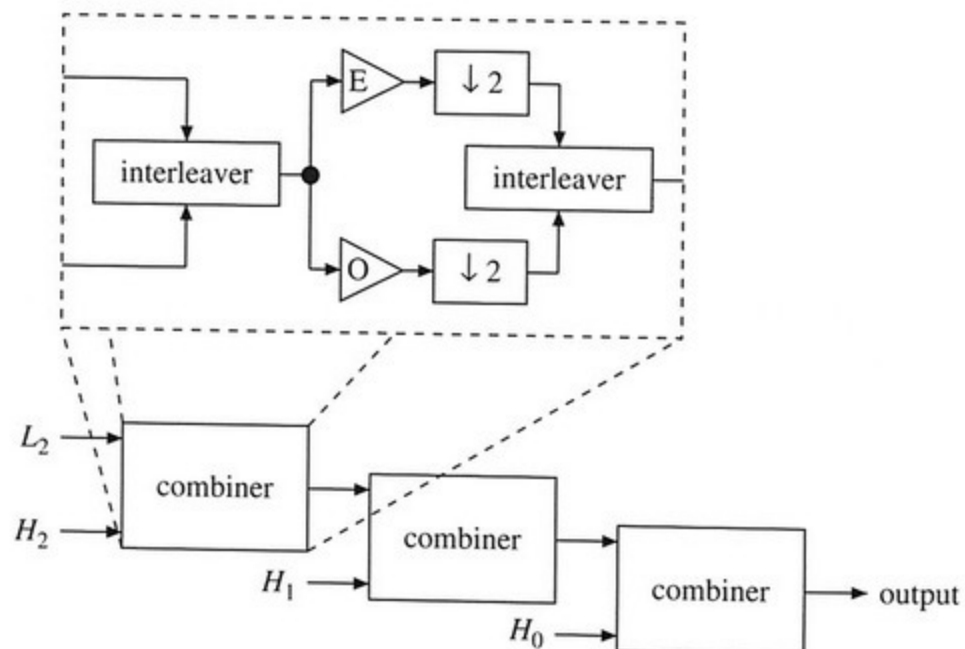 E
↓ 2
interleaver
interleaver
O
↓ 2
L₂
combiner
H₂
combiner
H₁
combiner
output
H₀